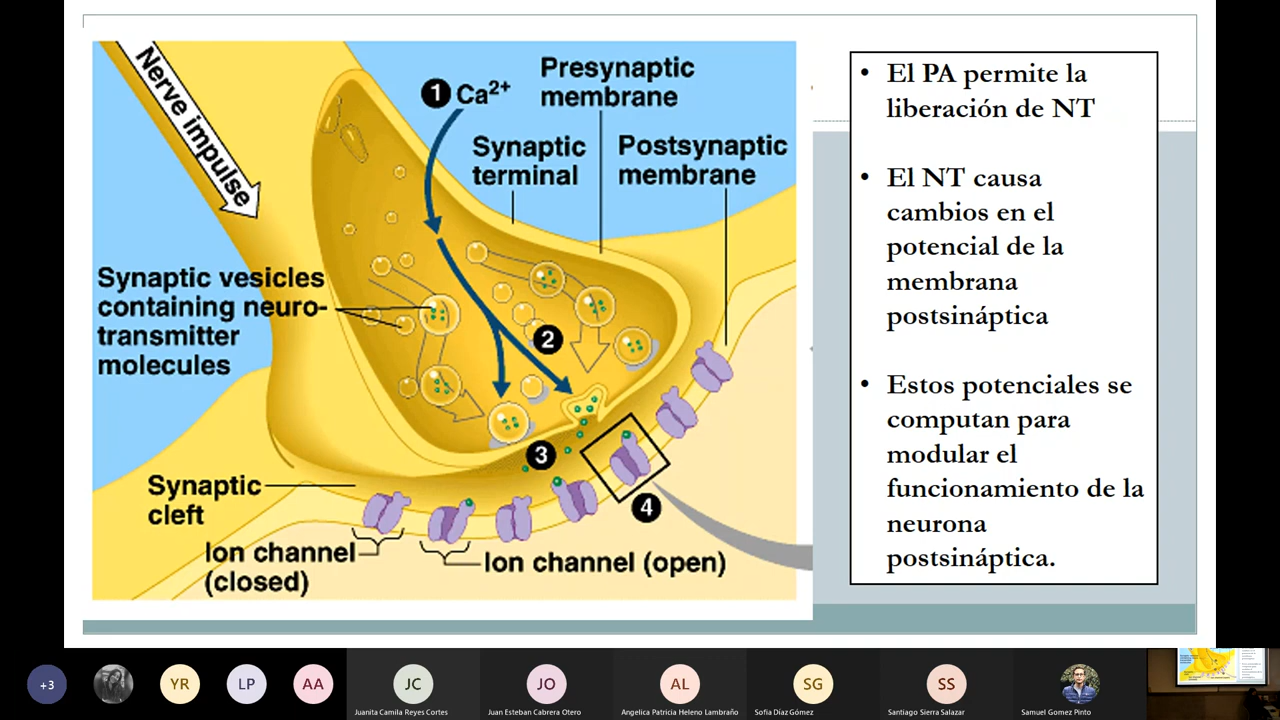 Nerve impulse
1 Ca²⁺
Presynaptic
membrane
Synaptic
terminal
Postsynaptic
membrane
Synaptic vesicles
containing neuro-
transmitter
molecules
2
3
4
Synaptic
cleft
Ion channel
(closed)
Ion channel (open)
• El PA permite la
liberación de NT
• El NT causa
cambios en el
potencial de la
membrana
postsináptica
• Estos potenciales se
computan para
modular el
funcionamiento de la
neurona
postsináptica.
+3
YR
LP
AA
JC
JO
AL
SG
SS
Juanita Camila Reyes Cortes
Juan Esteban Cabrera Otero
Angelica Patricia Heleno Lambraño
Sofia Díaz Gómez
Santiago Sierra Salazar
Samuel Gomez Pinto